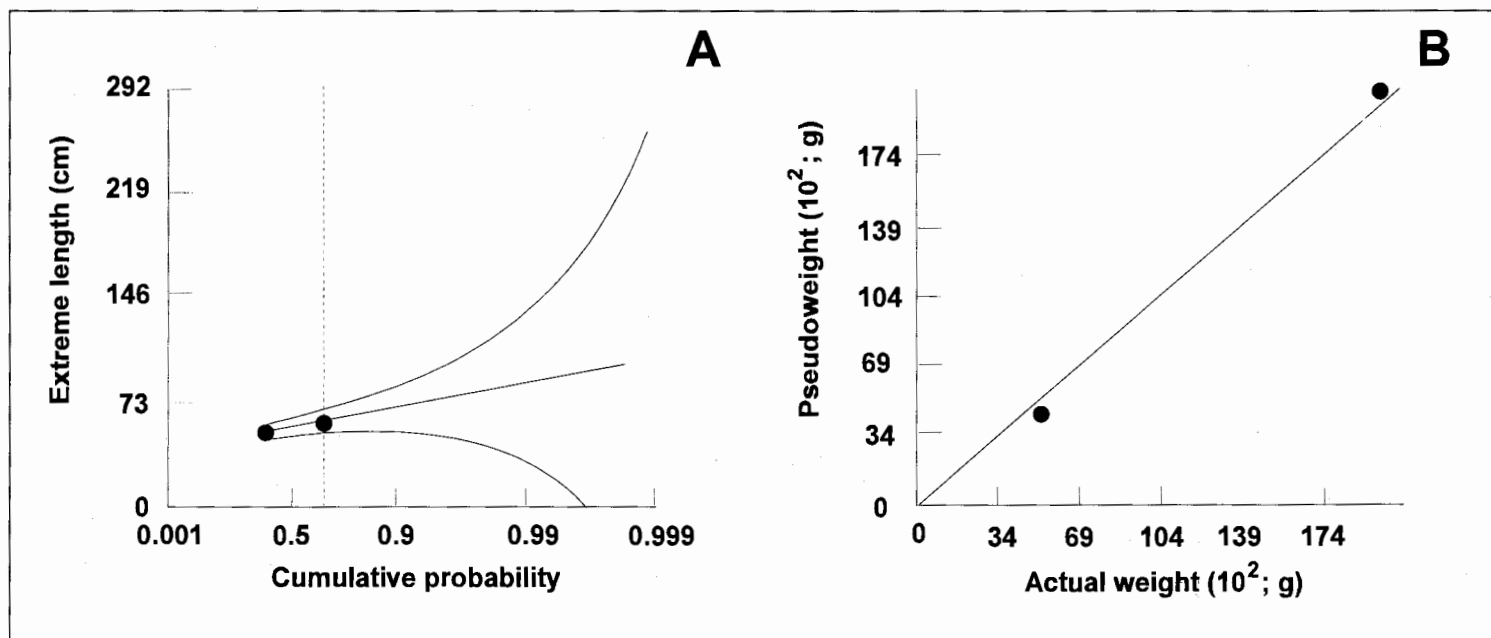 A
292
219
146
73
0
Extreme length (cm)
0.001 0.5 0.9 0.99 0.999
Cumulative probability
B
174
139
104
69
34
0
Pseudoweight (10²; g)
0 34 69 104 139 174
Actual weight (10²; g)